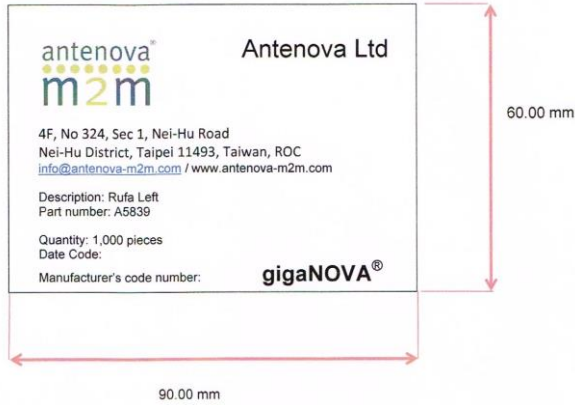 antenova®
m2m
Antenova Ltd
4F, No 324, Sec 1, Nei-Hu Road
Nei-Hu District, Taipei 11493, Taiwan, ROC
info@antenova-m2m.com / www.antenova-m2m.com
Description: Rufa Left
Part number: A5839
Quantity: 1,000 pieces
Date Code:
Manufacturer's code number:
gigaNOVA®
60.00 mm
90.00 mm